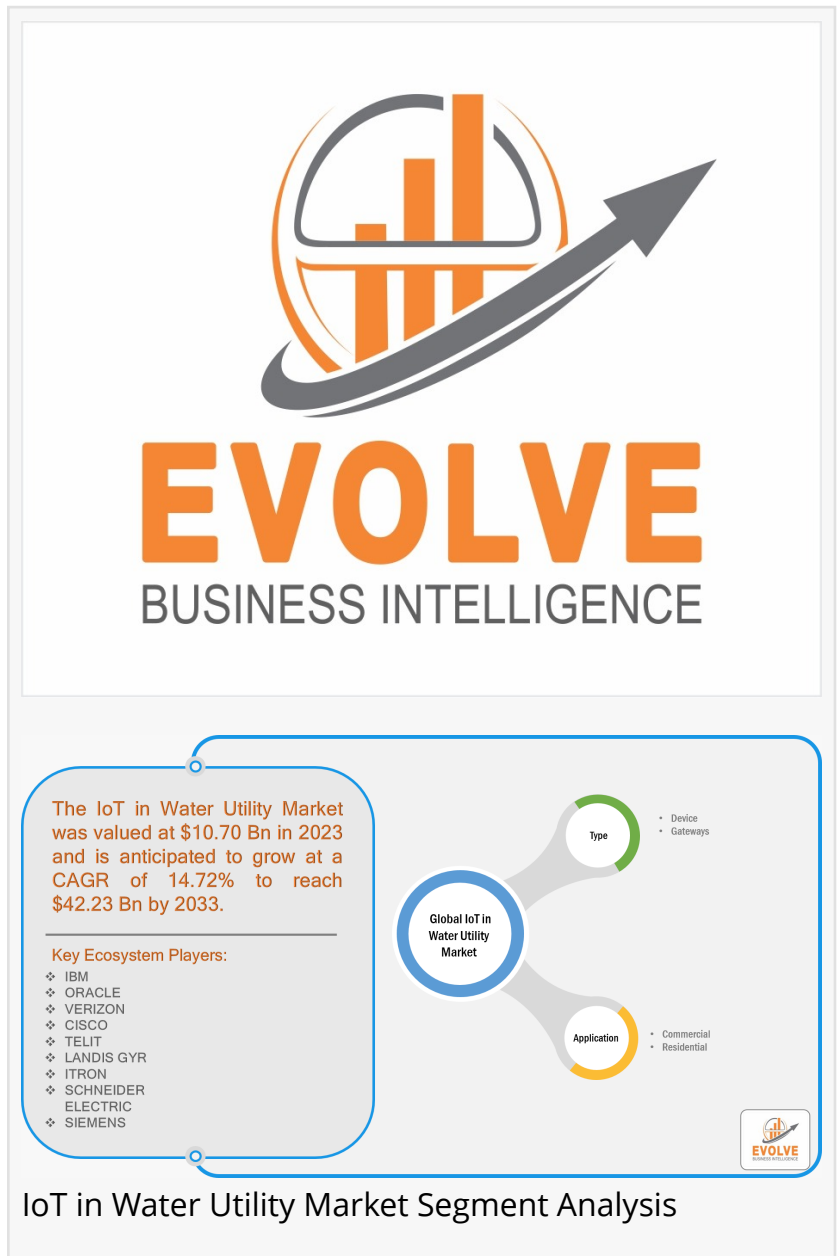 EVOLVE
BUSINESS INTELLIGENCE
The IoT in Water Utility Market
was valued at $10.70 Bn in 2023
and is anticipated to grow at a
CAGR of 14.72% to reach
$42.23 Bn by 2033.
Key Ecosystem Players:
❖ IBM
❖ ORACLE
❖ VERIZON
❖ CISCO
❖ TELIT
❖ LANDIS GYR
❖ ITRON
❖ SCHNEIDER
ELECTRIC
❖ SIEMENS
Global IoT in
Water Utility
Market
Type
• Device
• Gateways
Application
• Commercial
• Residential
EVOLVE
BUSINESS INTELLIGENCE
IoT in Water Utility Market Segment Analysis